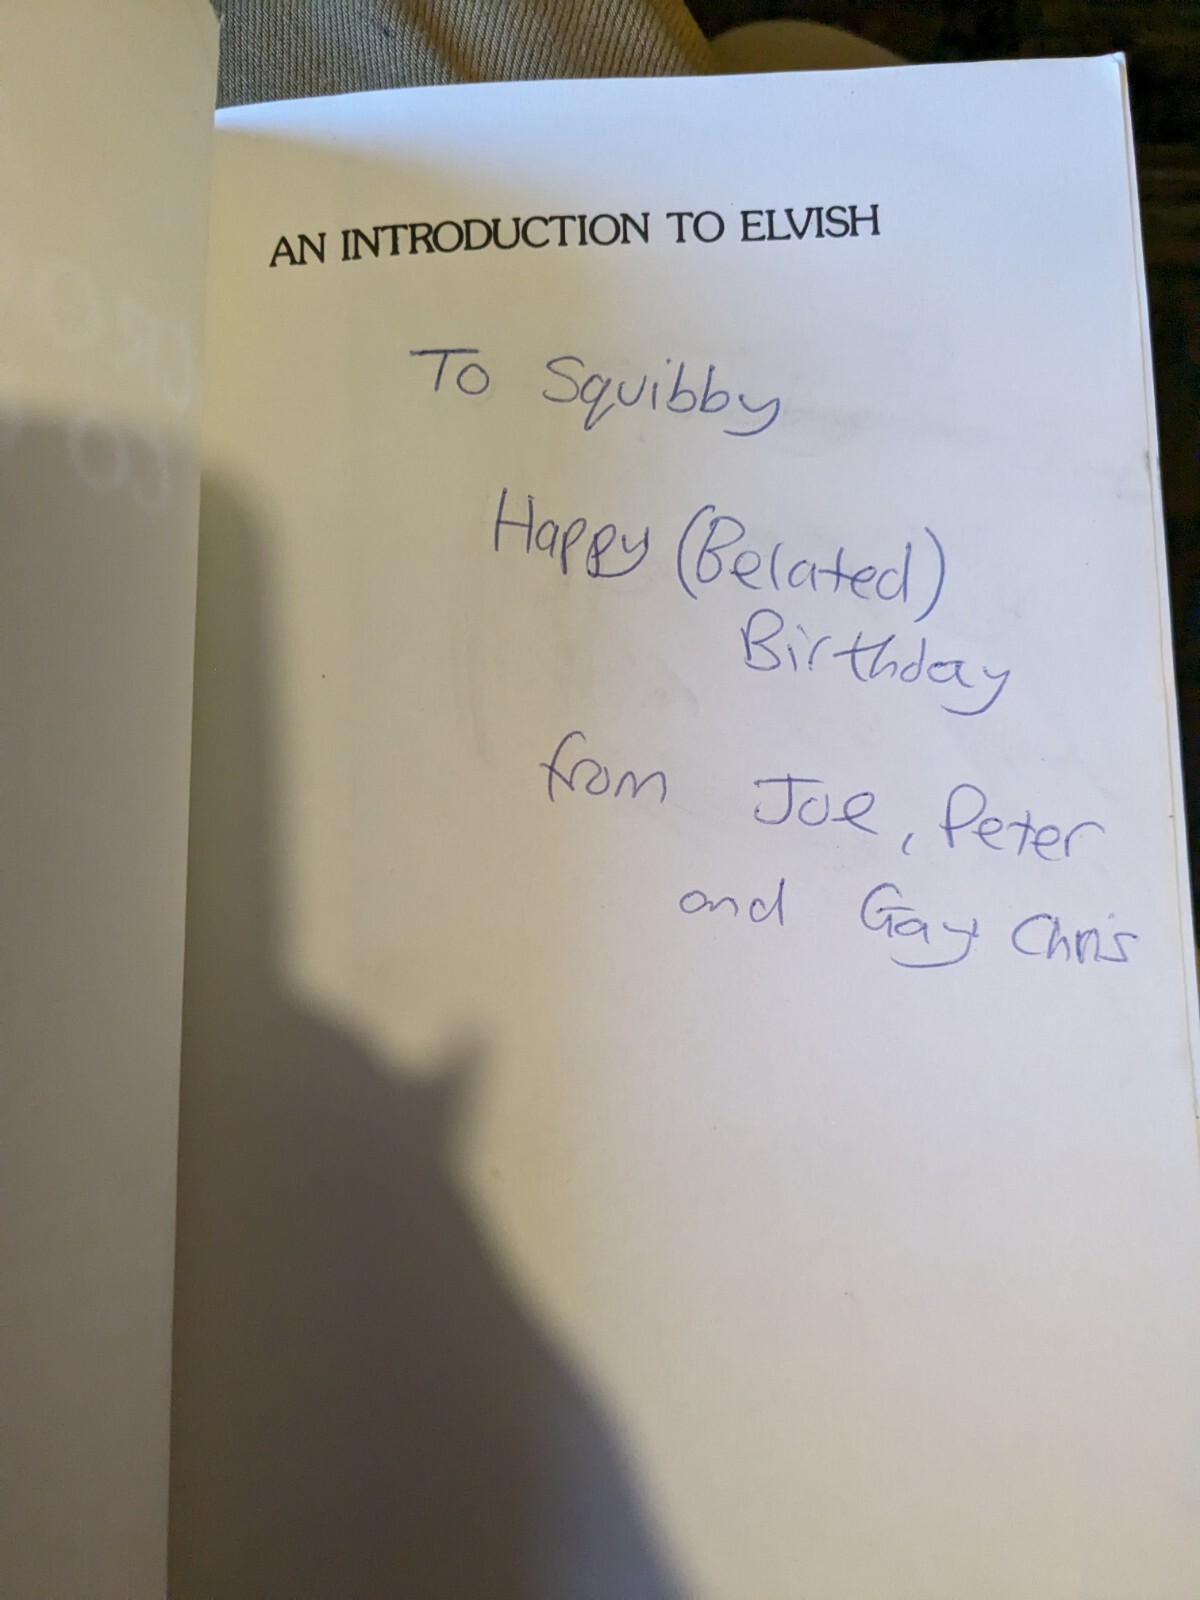 AN INTRODUCTION TO ELVISH
To Squibby
Happy (Belated)
Birthday
from Joe, Peter
and Gay Chris